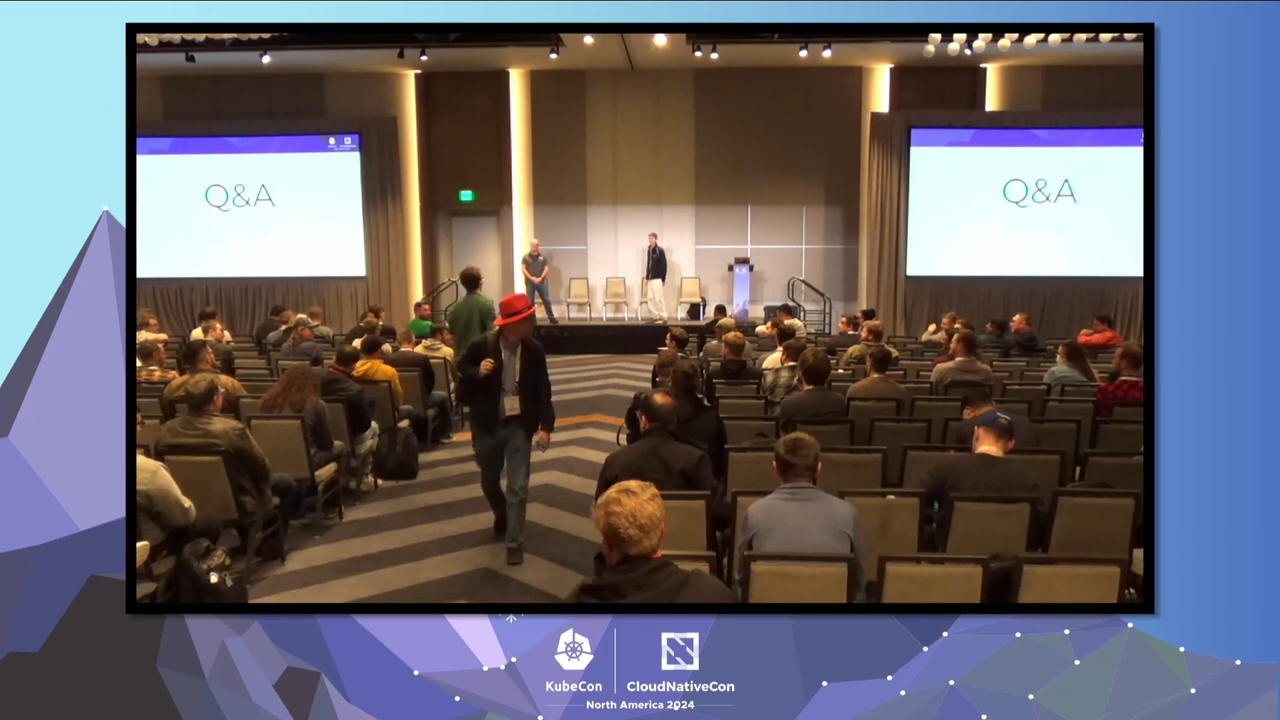 Q&A
Q&A
KubeCon
CloudNativeCon
North America 2024